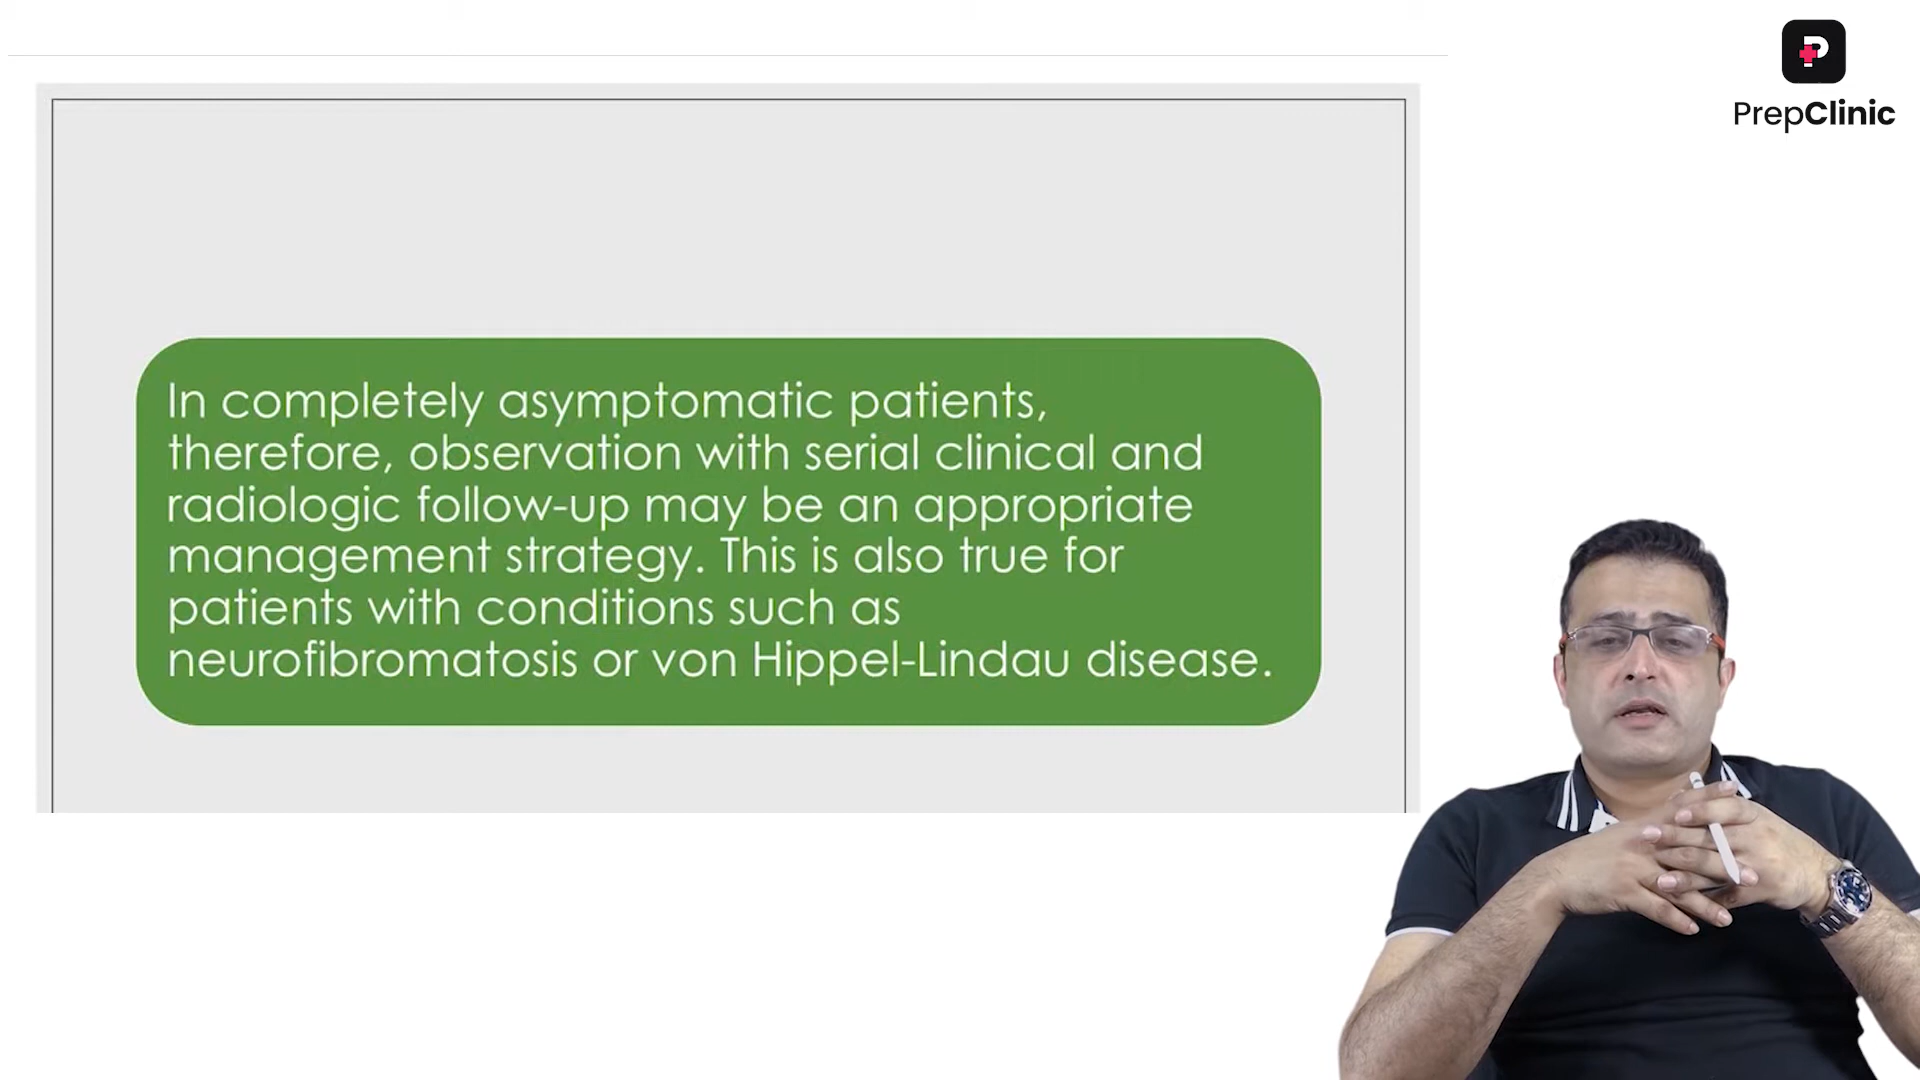 PrepClinic
In completely asymptomatic patients,
therefore, observation with serial clinical and
radiologic follow-up may be an appropriate
management strategy. This is also true for
patients with conditions such as
neurofibromatosis or von Hippel-Lindau disease.